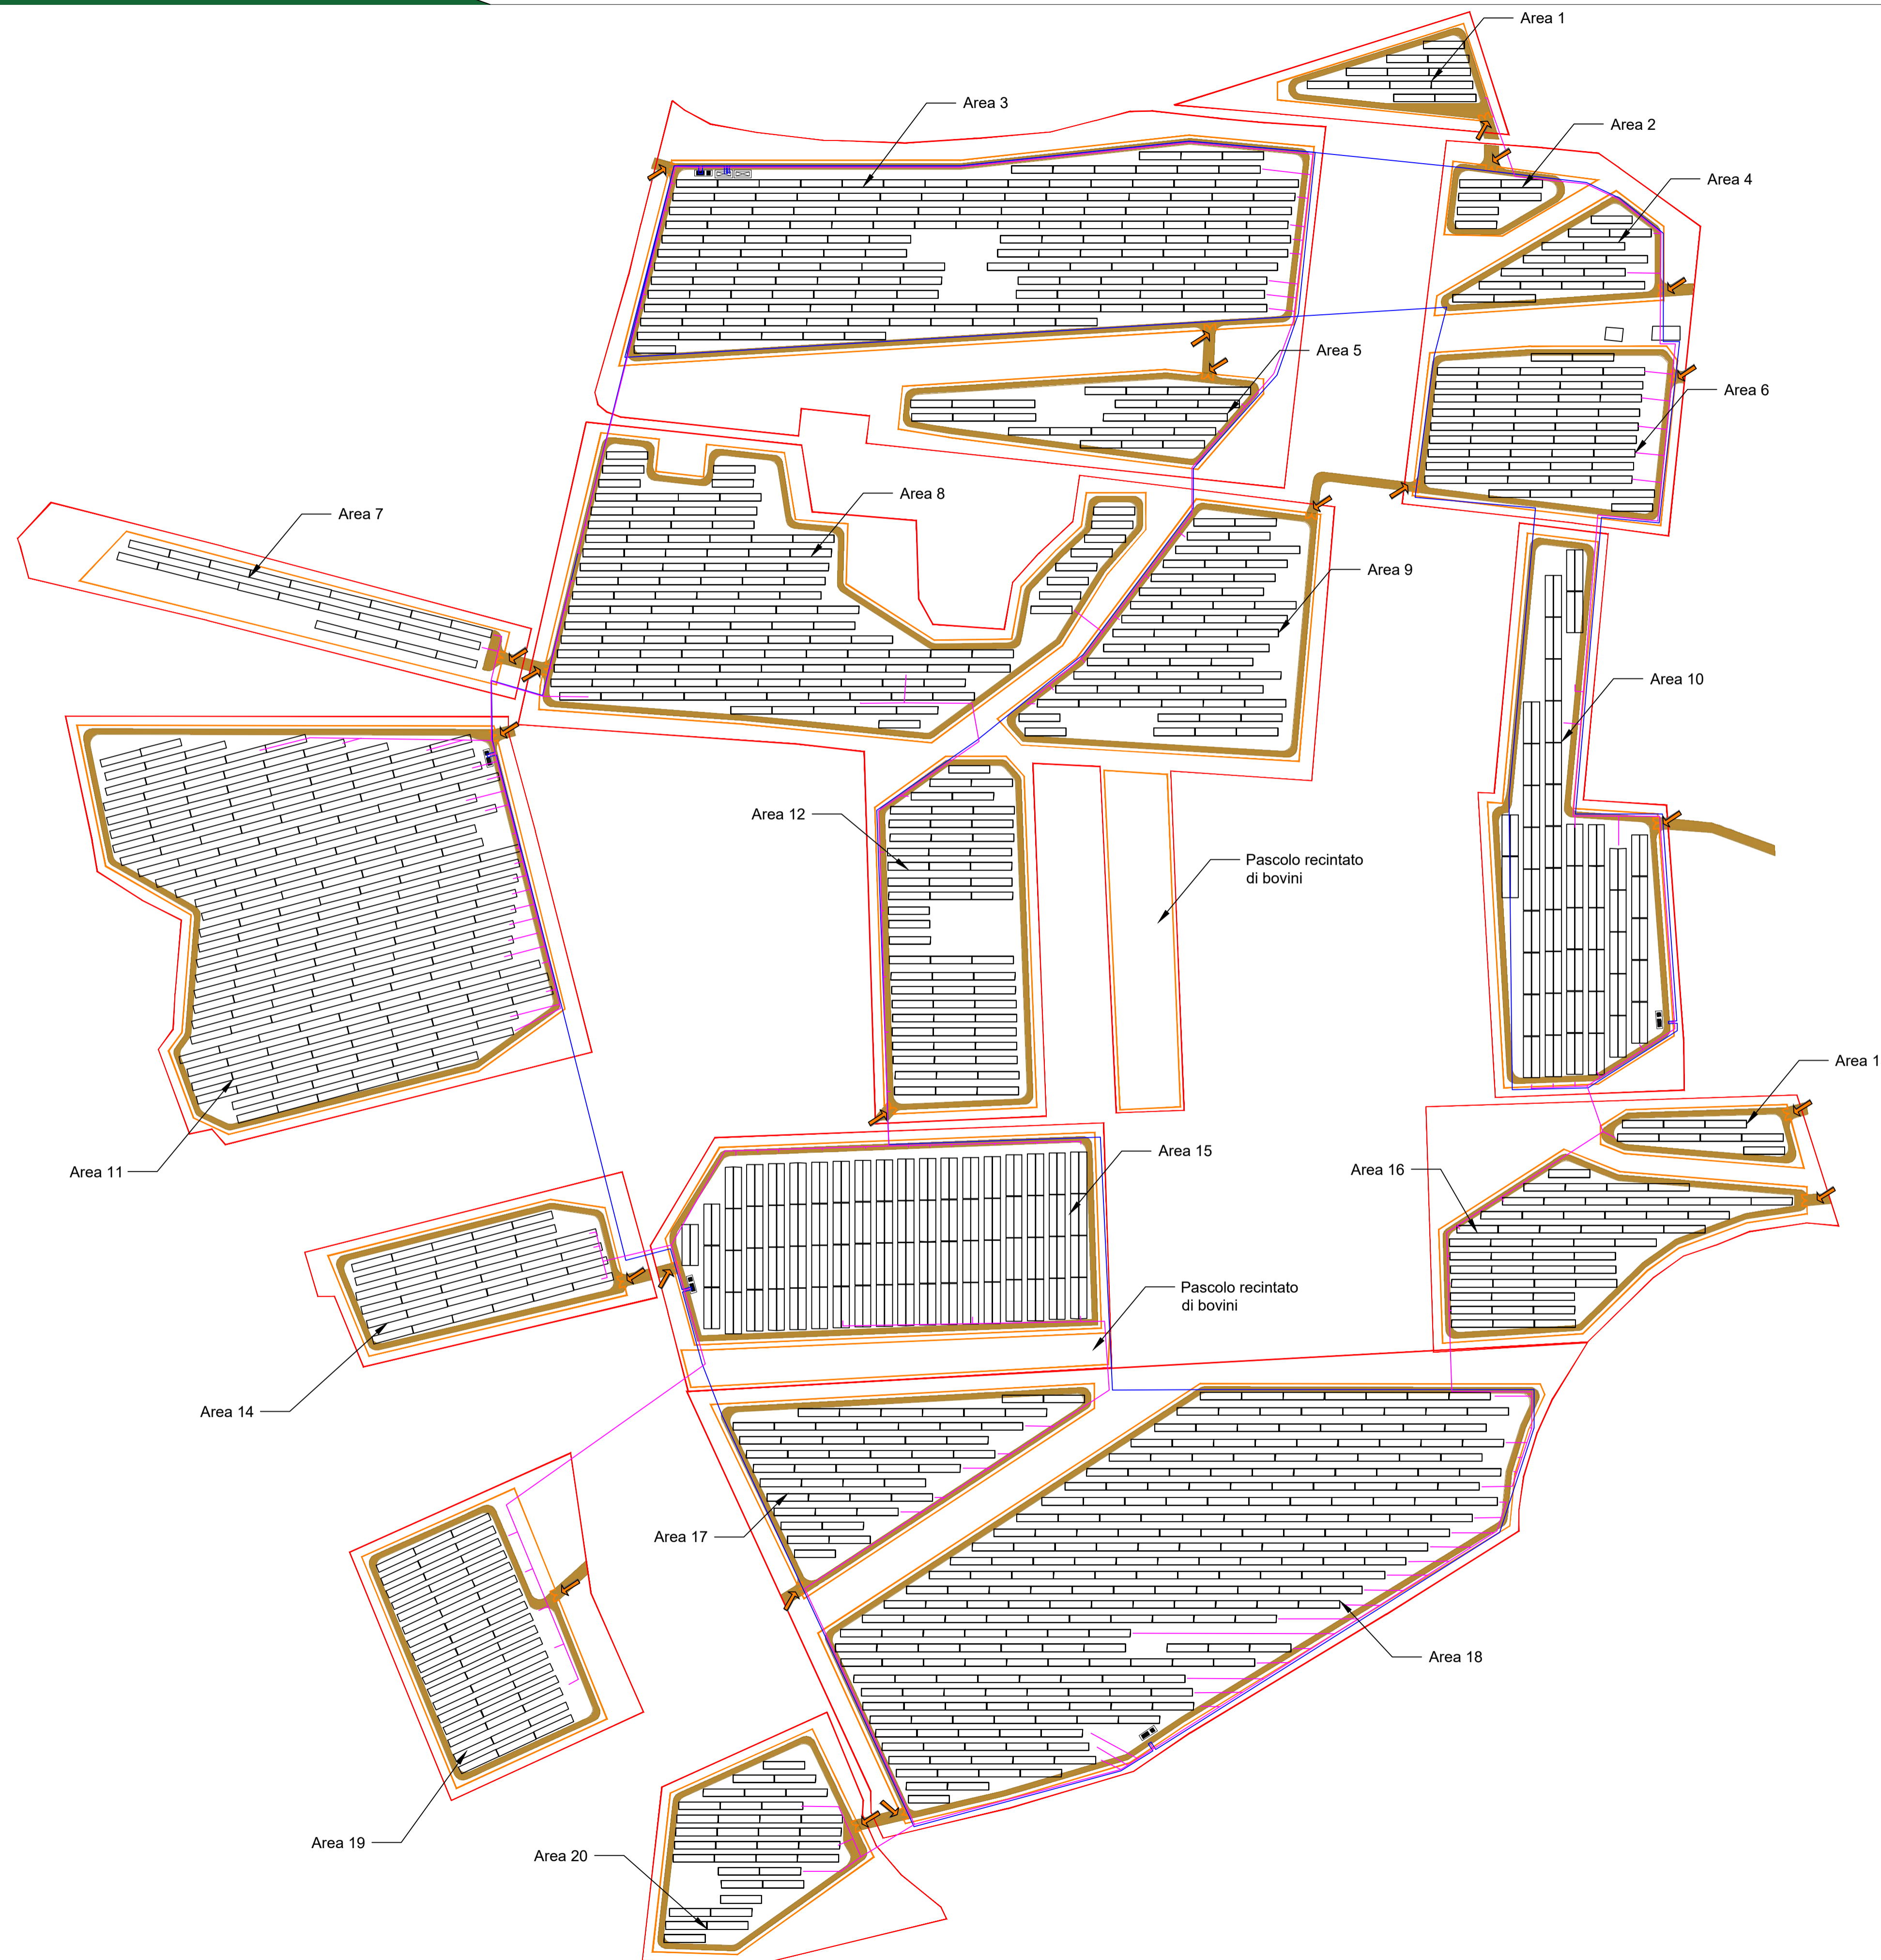 Area 1
Area 3
Area 2
Area 4
Area 5
Area 6
Area 8
Area 7
Area 9
Area 10
Area 12
Pascolo recintato
di bovini
Area 1
Area 11
Area 15
Area 16
Pascolo recintato
di bovini
Area 14
Area 17
Area 18
Area 19
Area 20